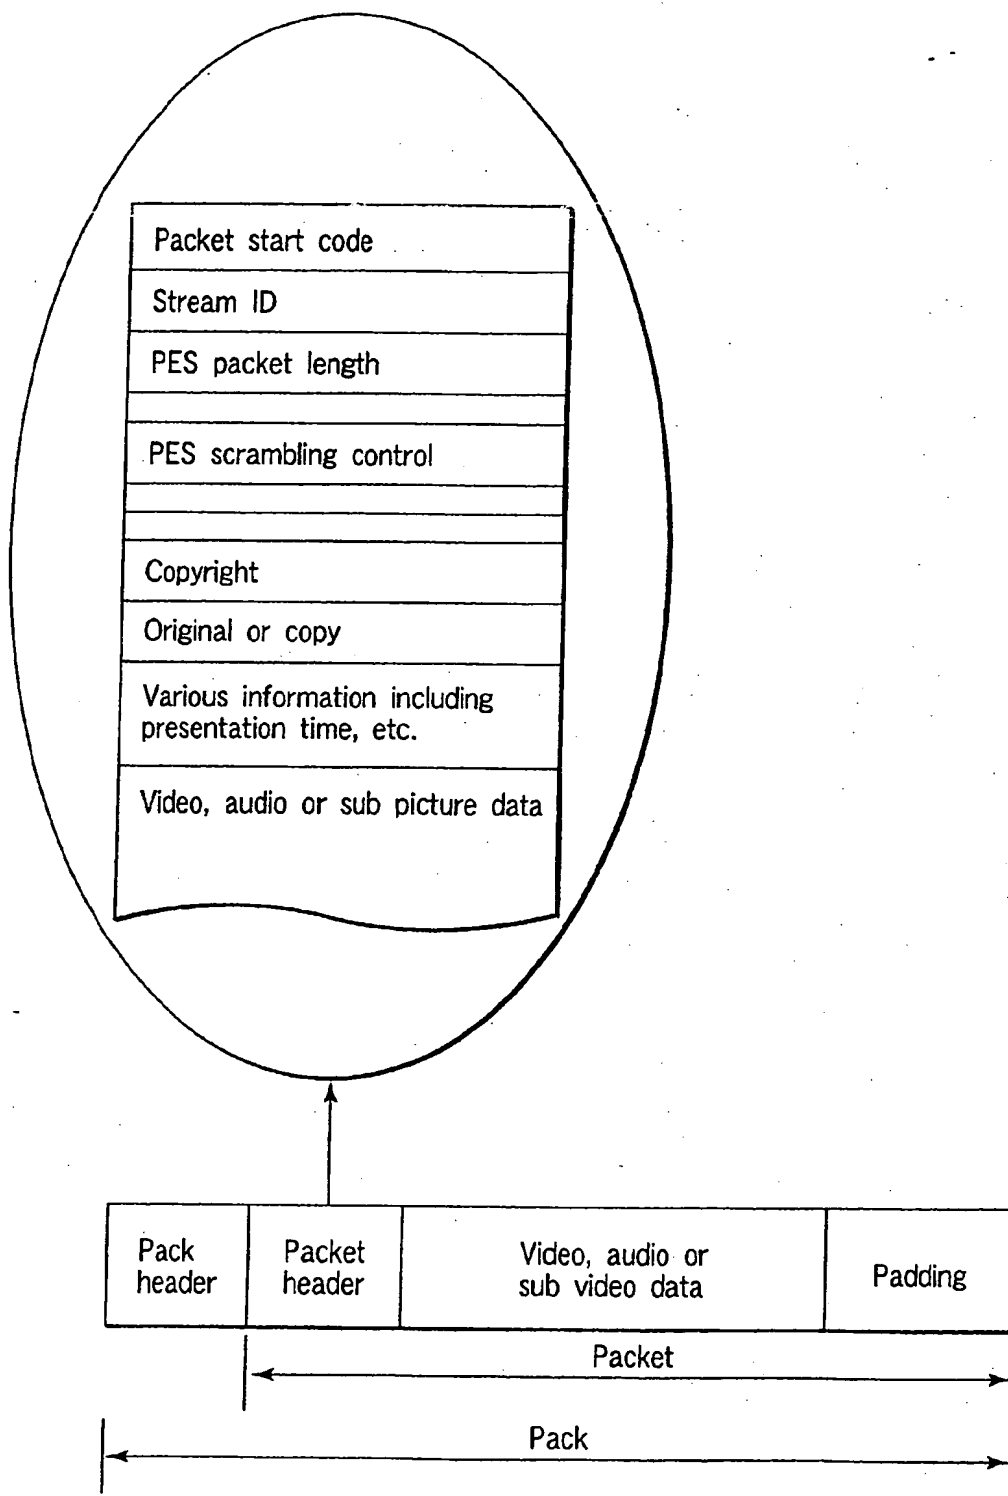 Packet start code
Stream ID
PES packet length
PES scrambling control
Copyright
Original or copy
Various information including
presentation time, etc.
Video, audio or sub picture data
Pack
header
Packet
header
Video, audio or
sub video data
Padding
Packet
Pack